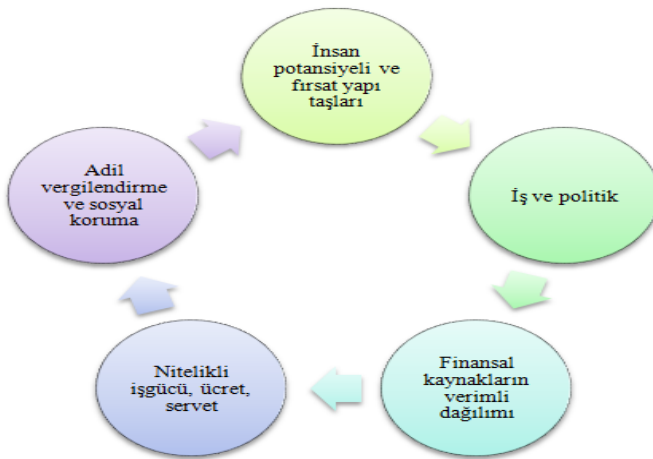 İnsan
potansiyeli ve
fırsat yapı
taşları
İş ve politik
Finansal
kaynakların
verimli
dağılımı
Nitelikli
işgücü, ücret,
servet
Adil
vergilendirme
ve sosyal
koruma